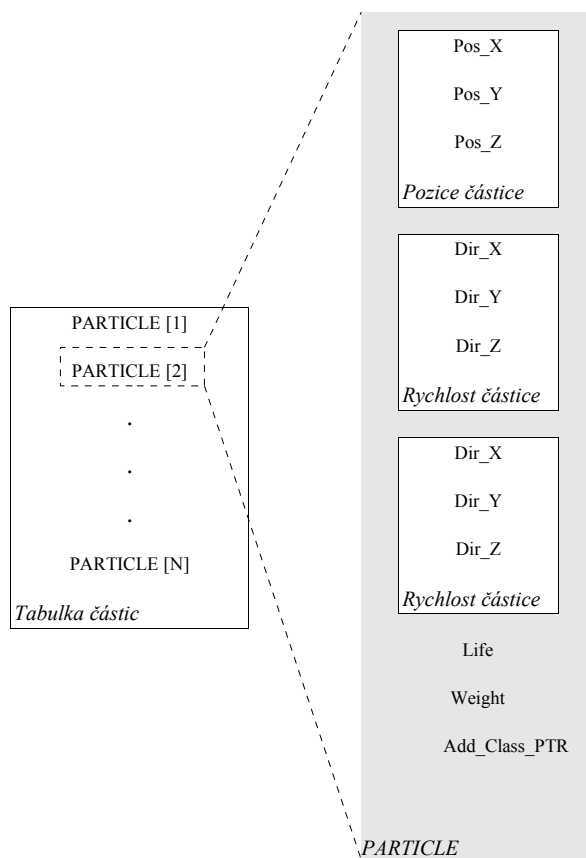 PARTICLE [1]
PARTICLE [2]
.
.
.
PARTICLE [N]
Tabulka částic
Pos_X
Pos_Y
Pos_Z
Pozice částice
Dir_X
Dir_Y
Dir_Z
Rychlost částice
Dir_X
Dir_Y
Dir_Z
Rychlost částice
Life
Weight
Add_Class_PTR
PARTICLE